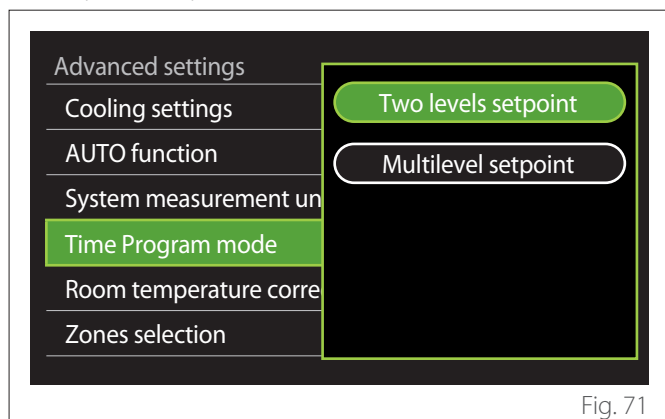 Advanced settings
Cooling settings
AUTO function
System measurement un
Time Program mode
Room temperature corre
Zones selection
Two levels setpoint
Multilevel setpoint
Fig. 71